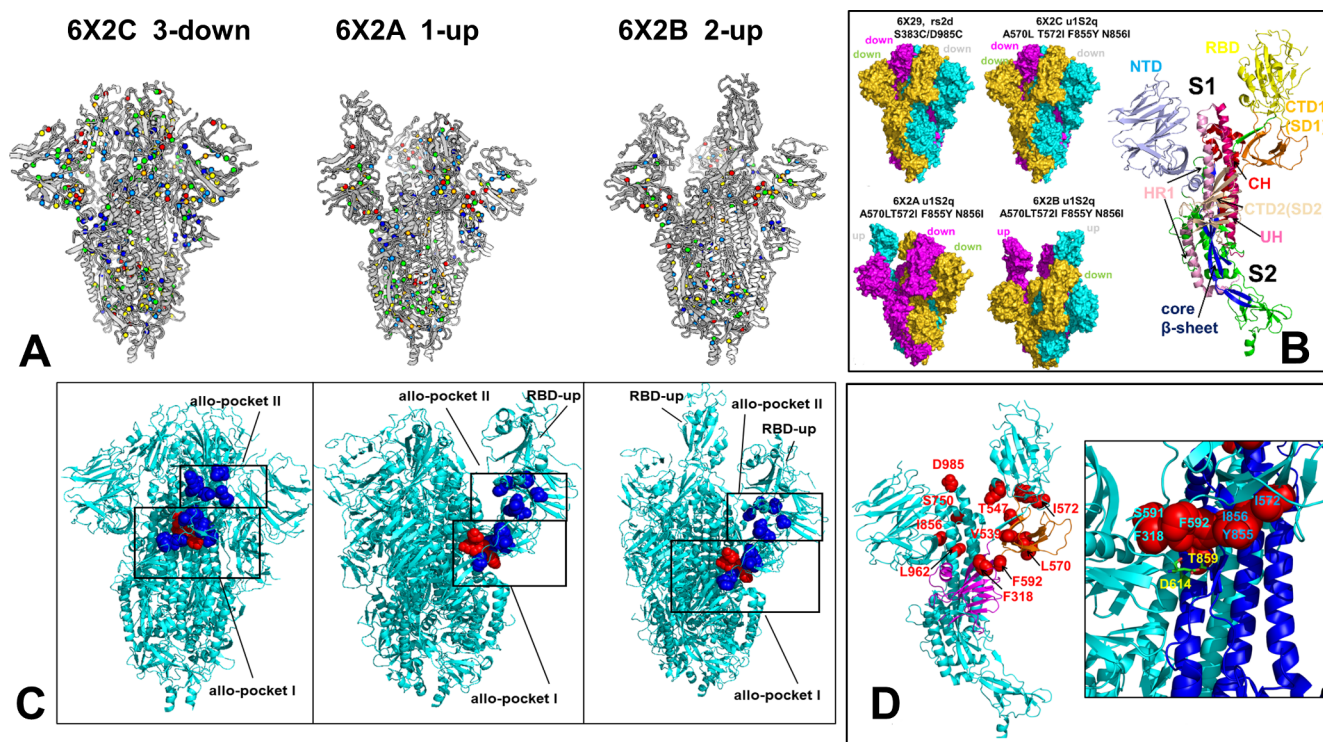 6X2C 3-down
6X2A 1-up
6X2B 2-up
A
6X29, rs2d
S383C/D985C
6X2C u1S2q
A570L T572I F855Y N856I
down
down
down
down
down
down
6X2A u1S2q
A570LT572I F855Y N856I
6X2B u1S2q
A570LT572I F855Y N856I
up
down
down
up
up
down
NTD
S1
RBD
CTD1
(SD1)
CH
HR1
CTD2(SD2
UH
S2
core
β-sheet
B
allo-pocket II
allo-pocket I
allo-pocket II
RBD-up
allo-pocket I
RBD-up
allo-pocket II
RBD-up
allo-pocket I
C
D985
S750
T547
I572
I856
V539
L962
L570
F592
F318
S591
F592
I856
I572
F318
Y855
T859
D614
D